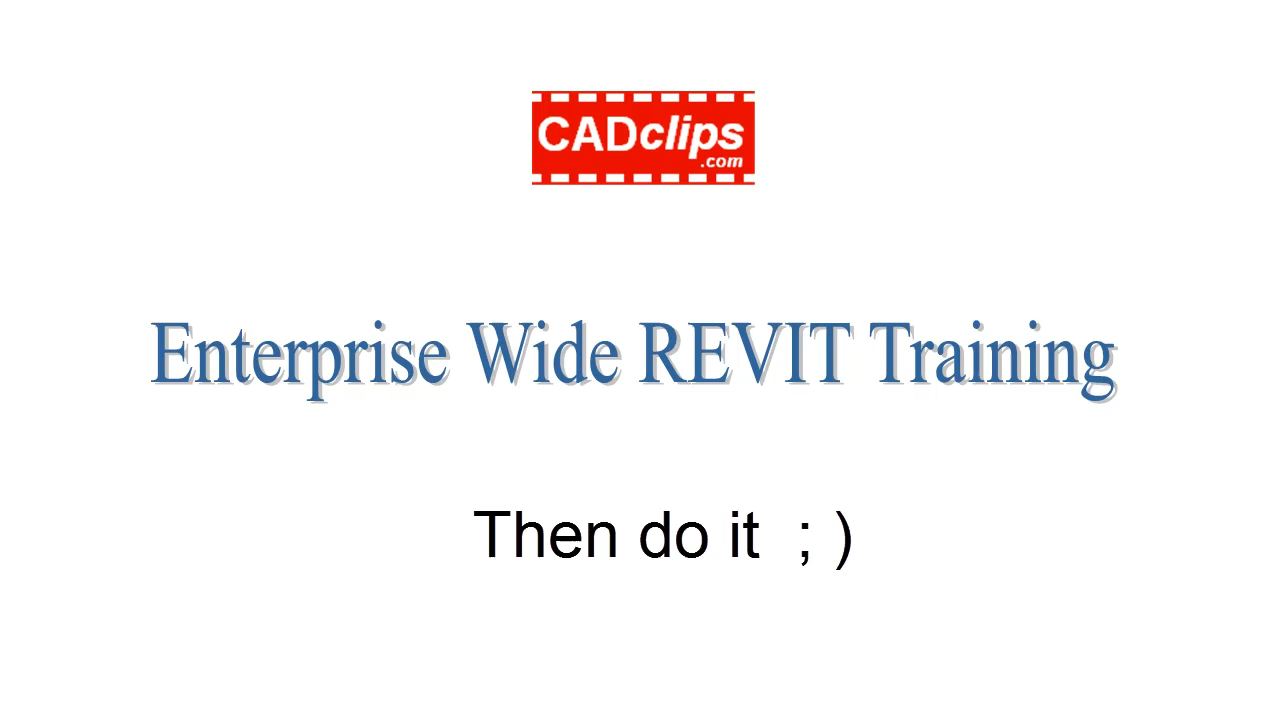 CADclips
.com
Enterprise Wide REVIT Training
Then do it  ; )